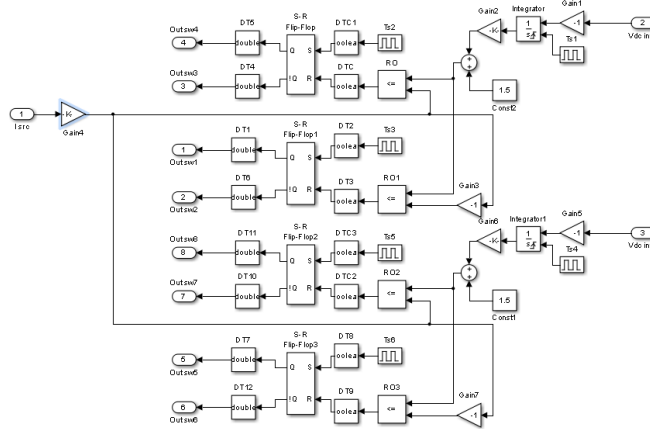 Outsw4
4
DT5
double
S-R
Flip-Flop
Q
S
!Q
R
DTC1
oolea
Ts2
Gain2
-K-
Integrator
1
s
Gain1
-1
2
Vdc in
Ts1
Outsw3
3
DT4
double
DTC
oolea
RO
<=
+
+
1.5
Const2
1
Isrc
-K-
Gain4
Outsw1
1
DT1
double
S-R
Flip-Flop1
Q
S
!Q
R
DT2
oolea
Ts3
Outsw2
2
DT6
double
DT3
oolea
RO1
<=
Gain3
-1
Outsw8
8
DT11
double
S-R
Flip-Flop2
Q
S
!Q
R
DTC3
oolea
Ts5
Gain6
-K-
Integrator1
1
s
Gain5
-1
3
Vdc in
Ts4
Outsw7
7
DT10
double
DTC2
oolea
RO2
<=
+
+
1.5
Const1
Outsw5
5
DT7
double
S-R
Flip-Flop3
Q
S
!Q
R
DT8
oolea
Ts6
Outsw6
6
DT12
double
DT9
oolea
RO3
<=
Gain7
-1